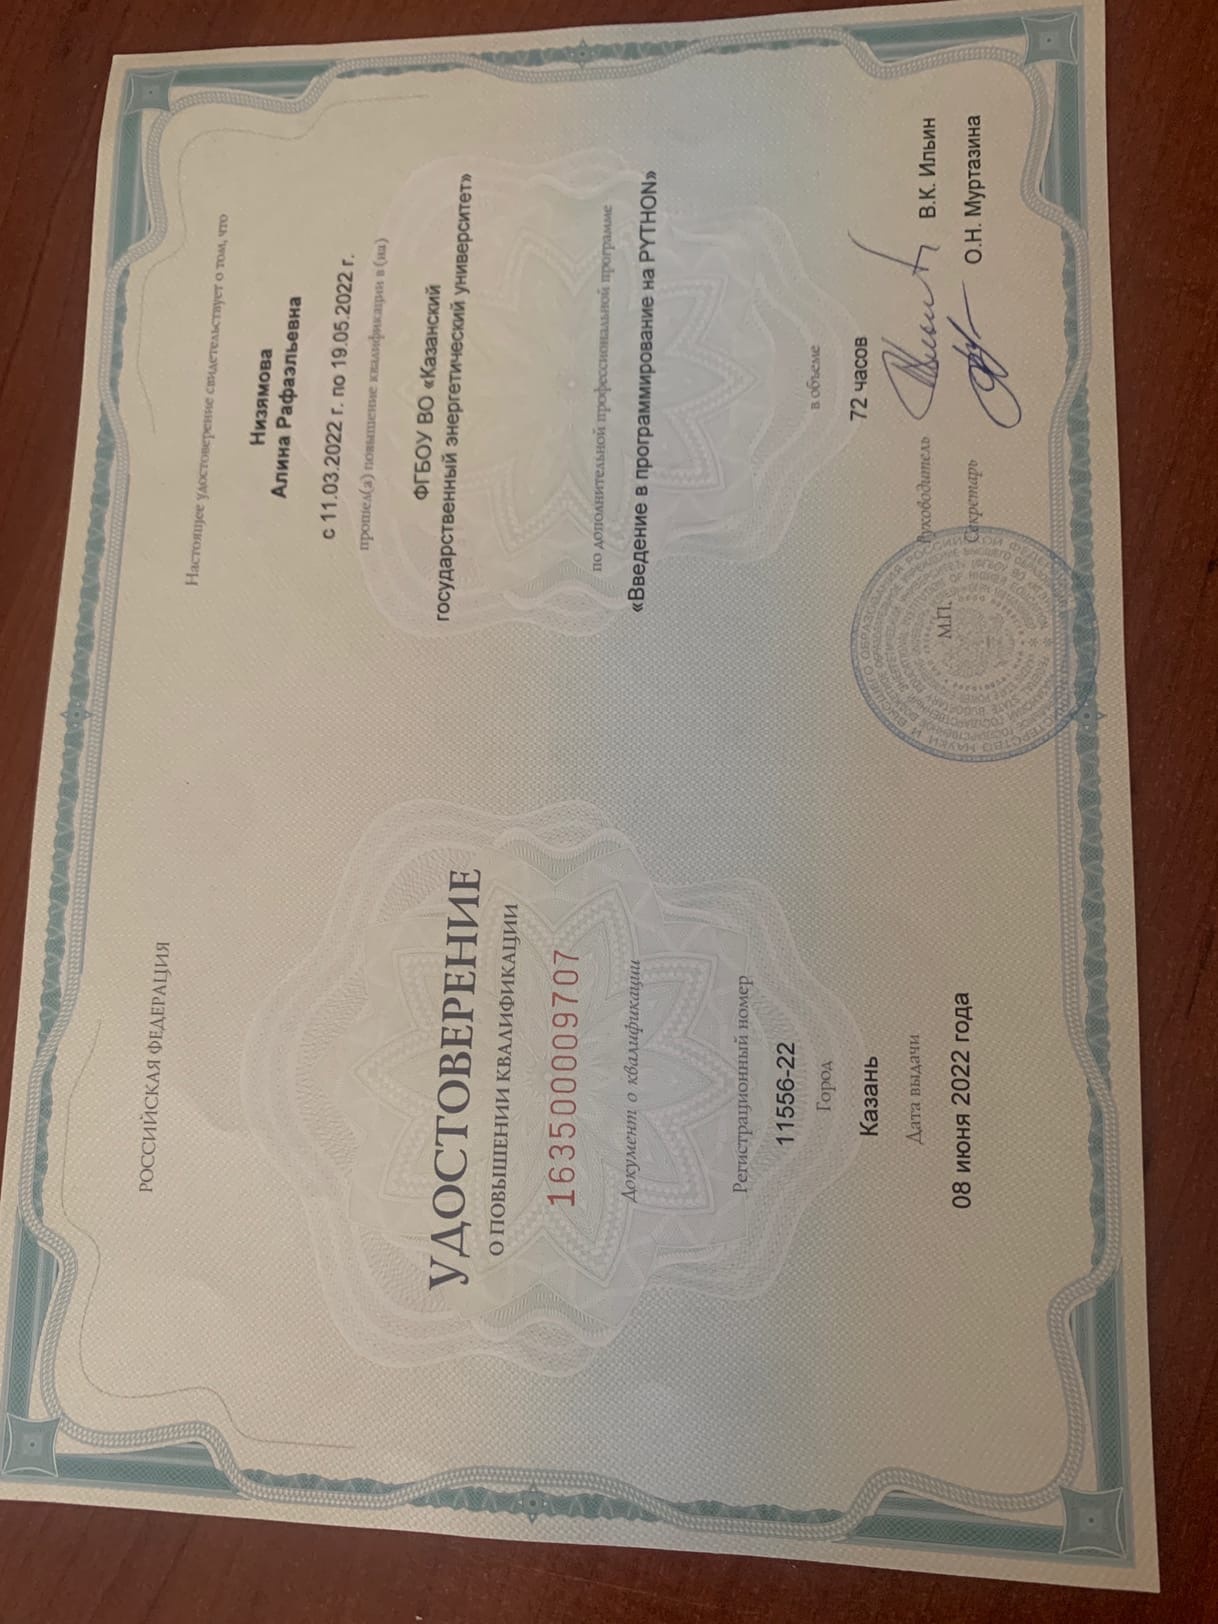 РОССИЙСКАЯ ФЕДЕРАЦИЯ
УДОСТОВЕРЕНИЕ
О ПОВЫШЕНИИ КВАЛИФИКАЦИИ
163500009707
Документ о квалификации
Регистрационный номер
11556-22
Город
Казань
Дата выдачи
08 июня 2022 года
Настоящее удостоверение свидетельствует о том, что
Низямова
Алина Рафаэльевна
с 11.03.2022 г. по 19.05.2022 г.
прошел(а) повышение квалификации в (на)
ФГБОУ ВО «Казанский
государственный энергетический университет»
по дополнительной профессиональной программе
«Введение в программирование на PYTHON»
в объеме
72 часов
Руководитель В.К. Ильин
М.П.
Секретарь О.Н. Муртазина